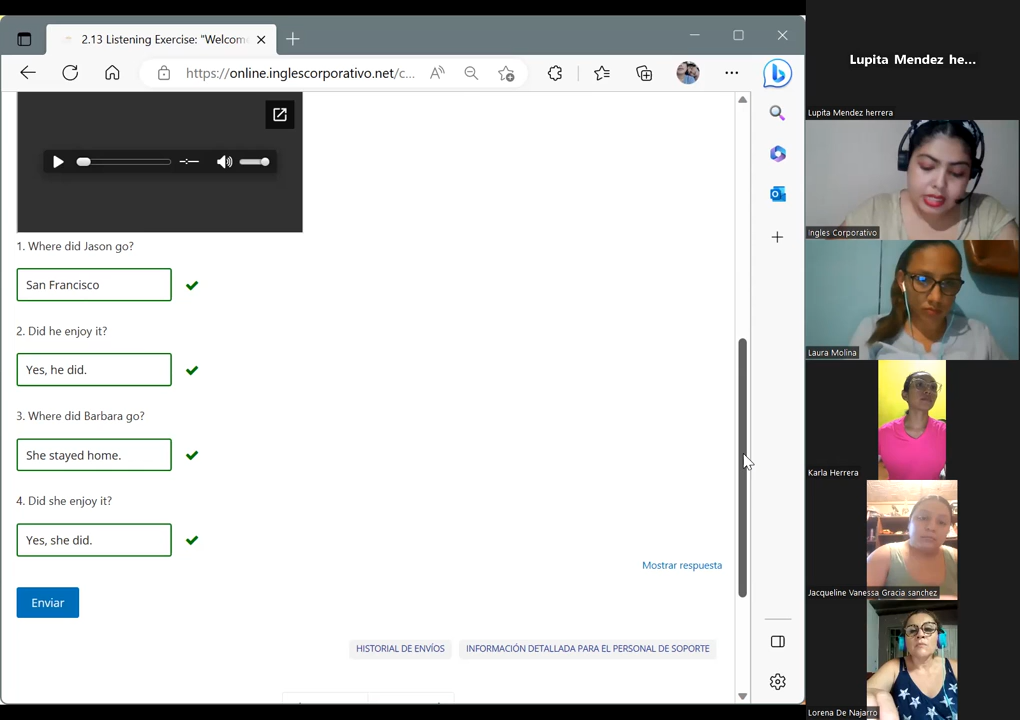 2.13 Listening Exercise: "Welcom
https://online.inglescorporativo.net/c...
1. Where did Jason go?
San Francisco
2. Did he enjoy it?
Yes, he did.
3. Where did Barbara go?
She stayed home.
4. Did she enjoy it?
Yes, she did.
Mostrar respuesta
Enviar
HISTORIAL DE ENVÍOS
INFORMACIÓN DETALLADA PARA EL PERSONAL DE SOPORTE
Lupita Mendez he...
Lupita Mendez herrera
Ingles Corporativo
Laura Molina
Karla Herrera
Jacqueline Vanessa Gracia sanchez
Lorena De Najarro